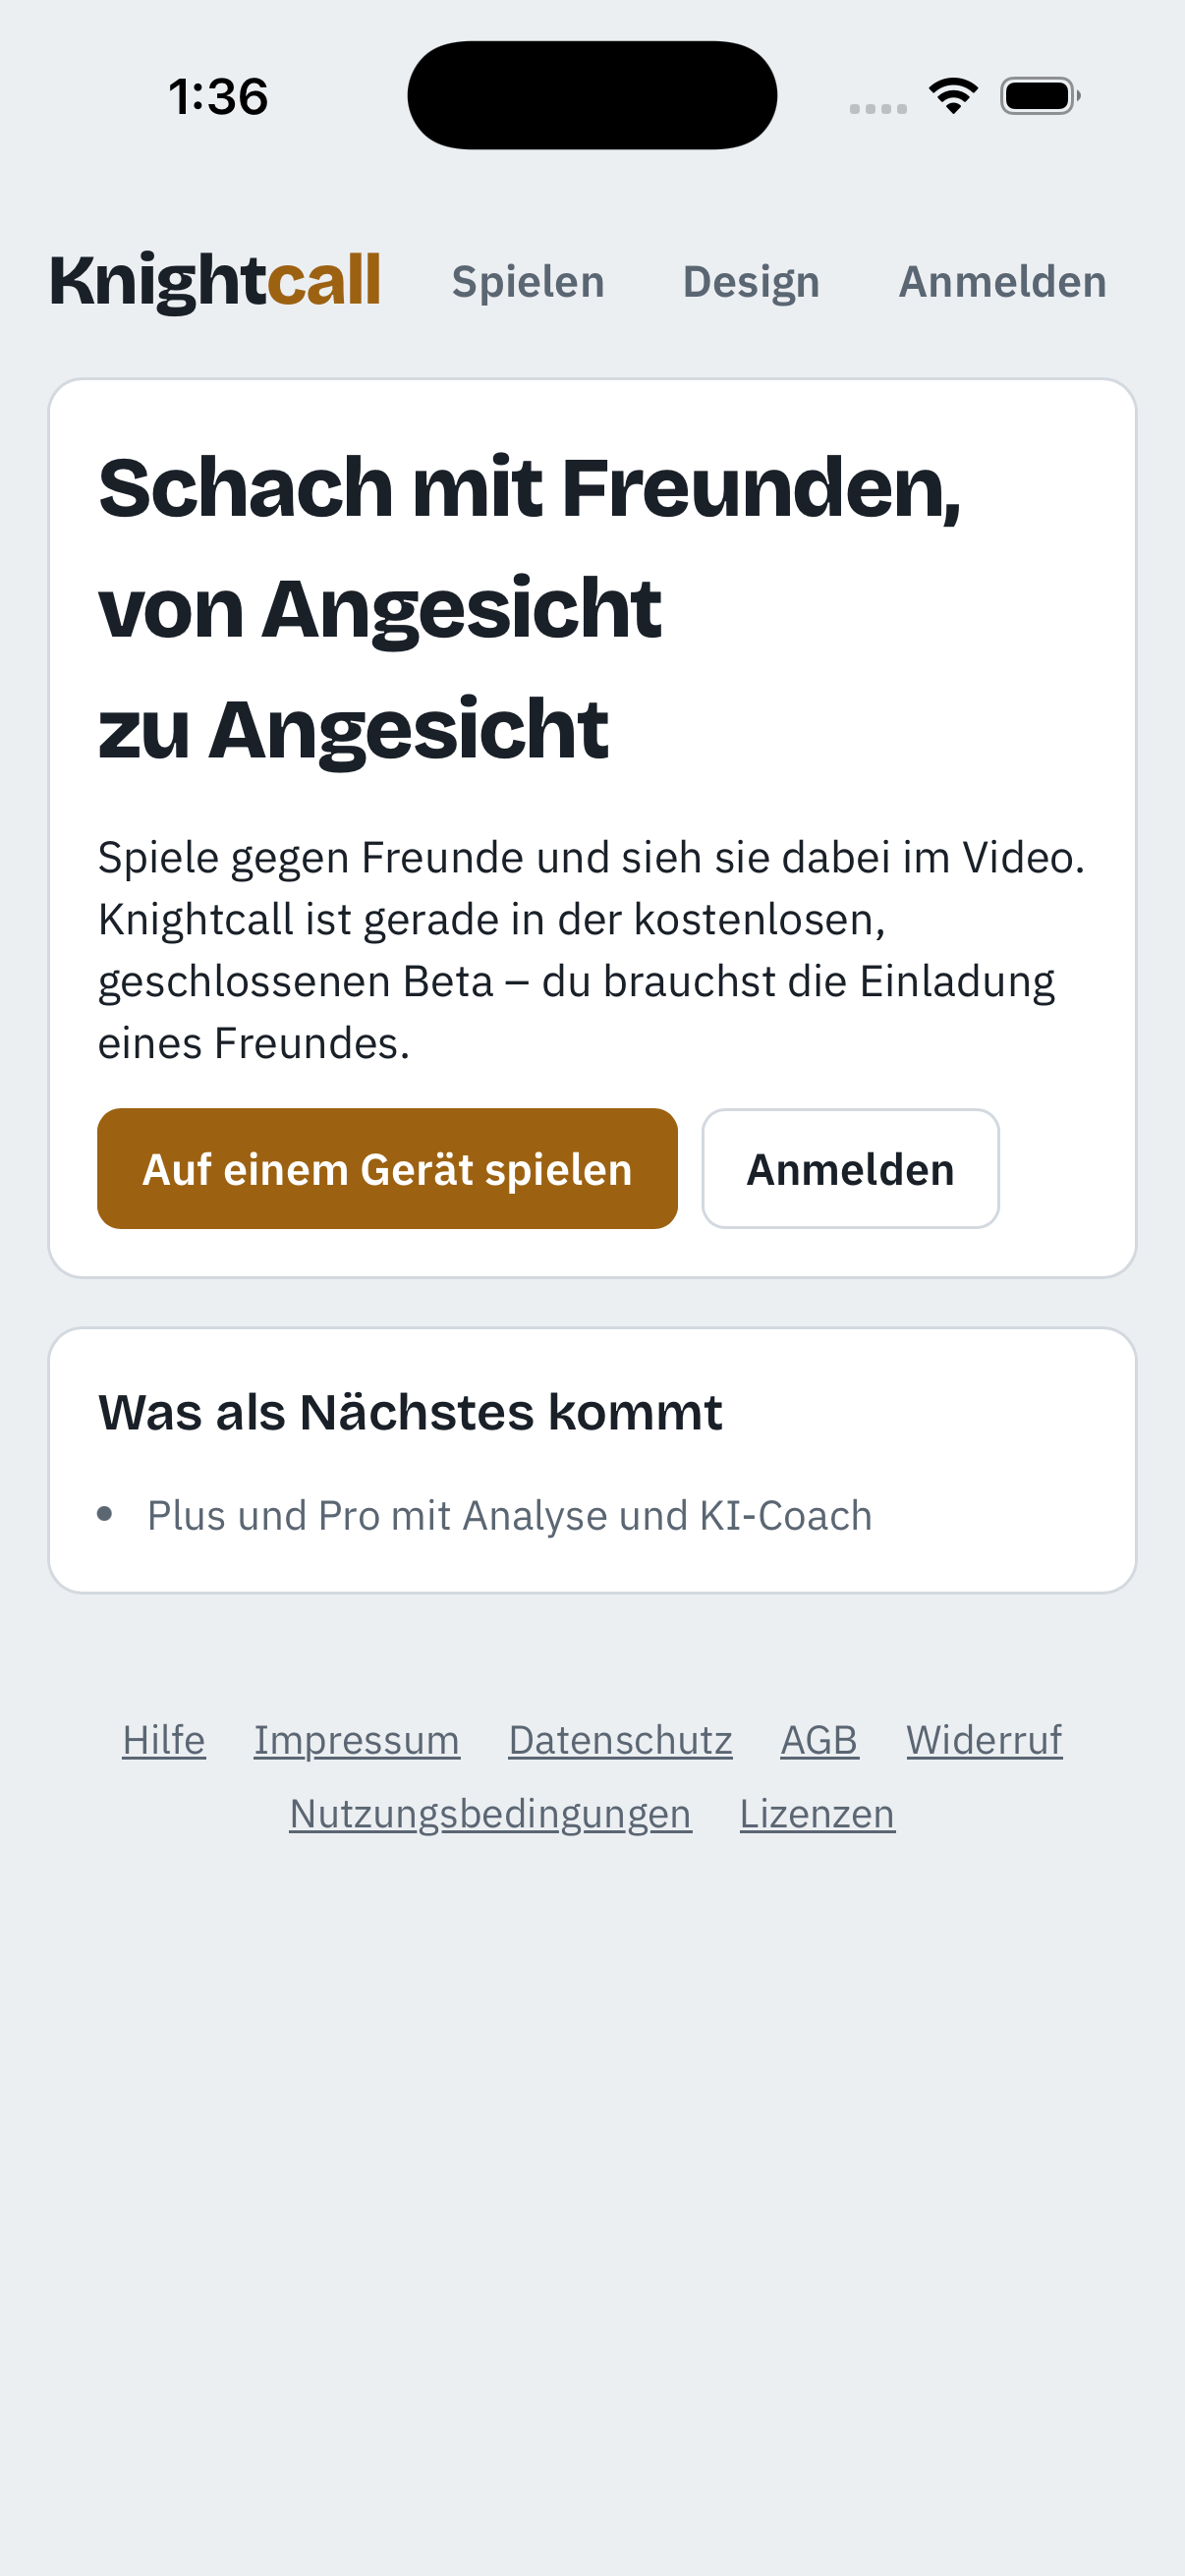 1:36
Knightcall Spielen Design Anmelden
Schach mit Freunden,
von Angesicht
zu Angesicht
Spiele gegen Freunde und sieh sie dabei im Video.
Knightcall ist gerade in der kostenlosen,
geschlossenen Beta – du brauchst die Einladung
eines Freundes.
Auf einem Gerät spielen Anmelden
Was als Nächstes kommt
• Plus und Pro mit Analyse und KI-Coach
Hilfe Impressum Datenschutz AGB Widerruf
Nutzungsbedingungen Lizenzen